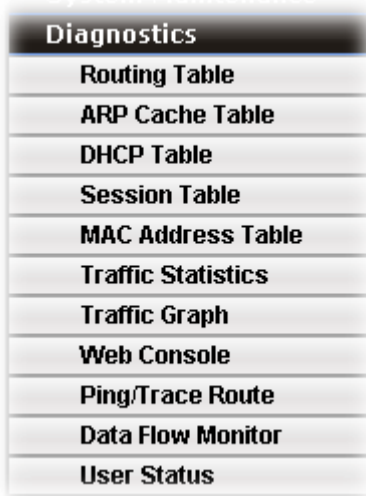 Diagnostics
Routing Table
ARP Cache Table
DHCP Table
Session Table
MAC Address Table
Traffic Statistics
Traffic Graph
Web Console
Ping/Trace Route
Data Flow Monitor
User Status